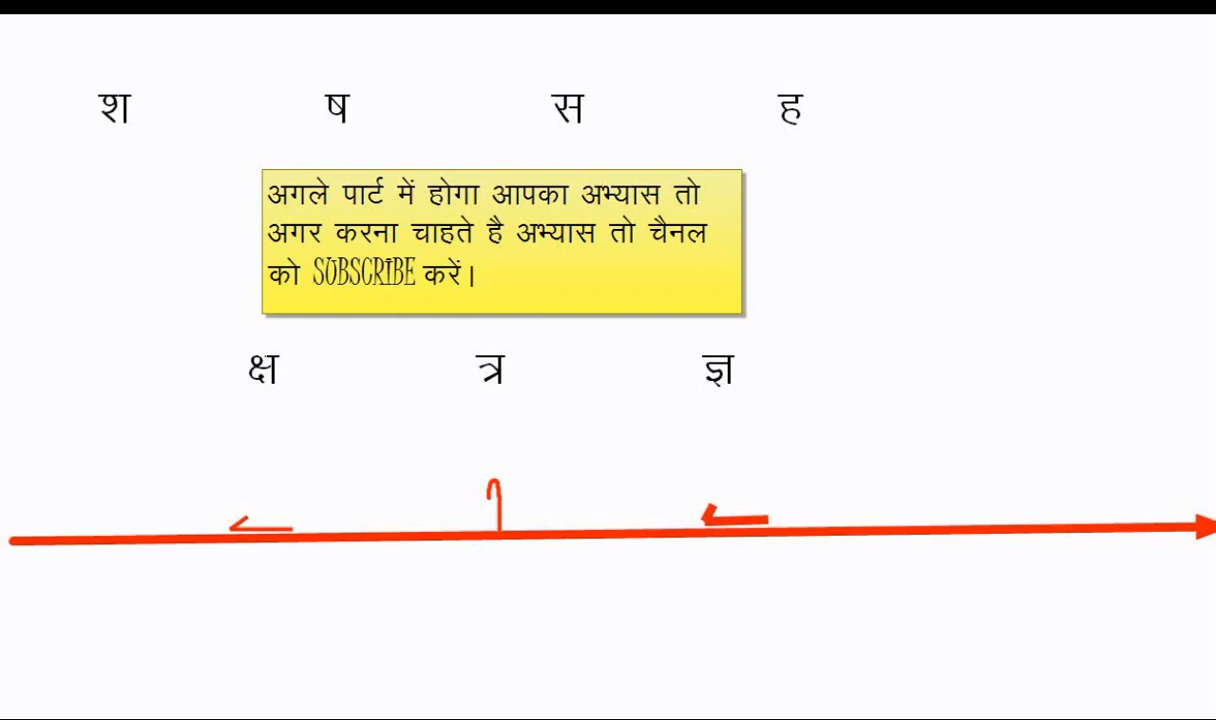 श ष स ह
अगले पार्ट में होगा आपका अभ्यास तो
अगर करना चाहते है अभ्यास तो चैनल
को SUBSCRIBE करें।
क्ष त्र ज्ञ